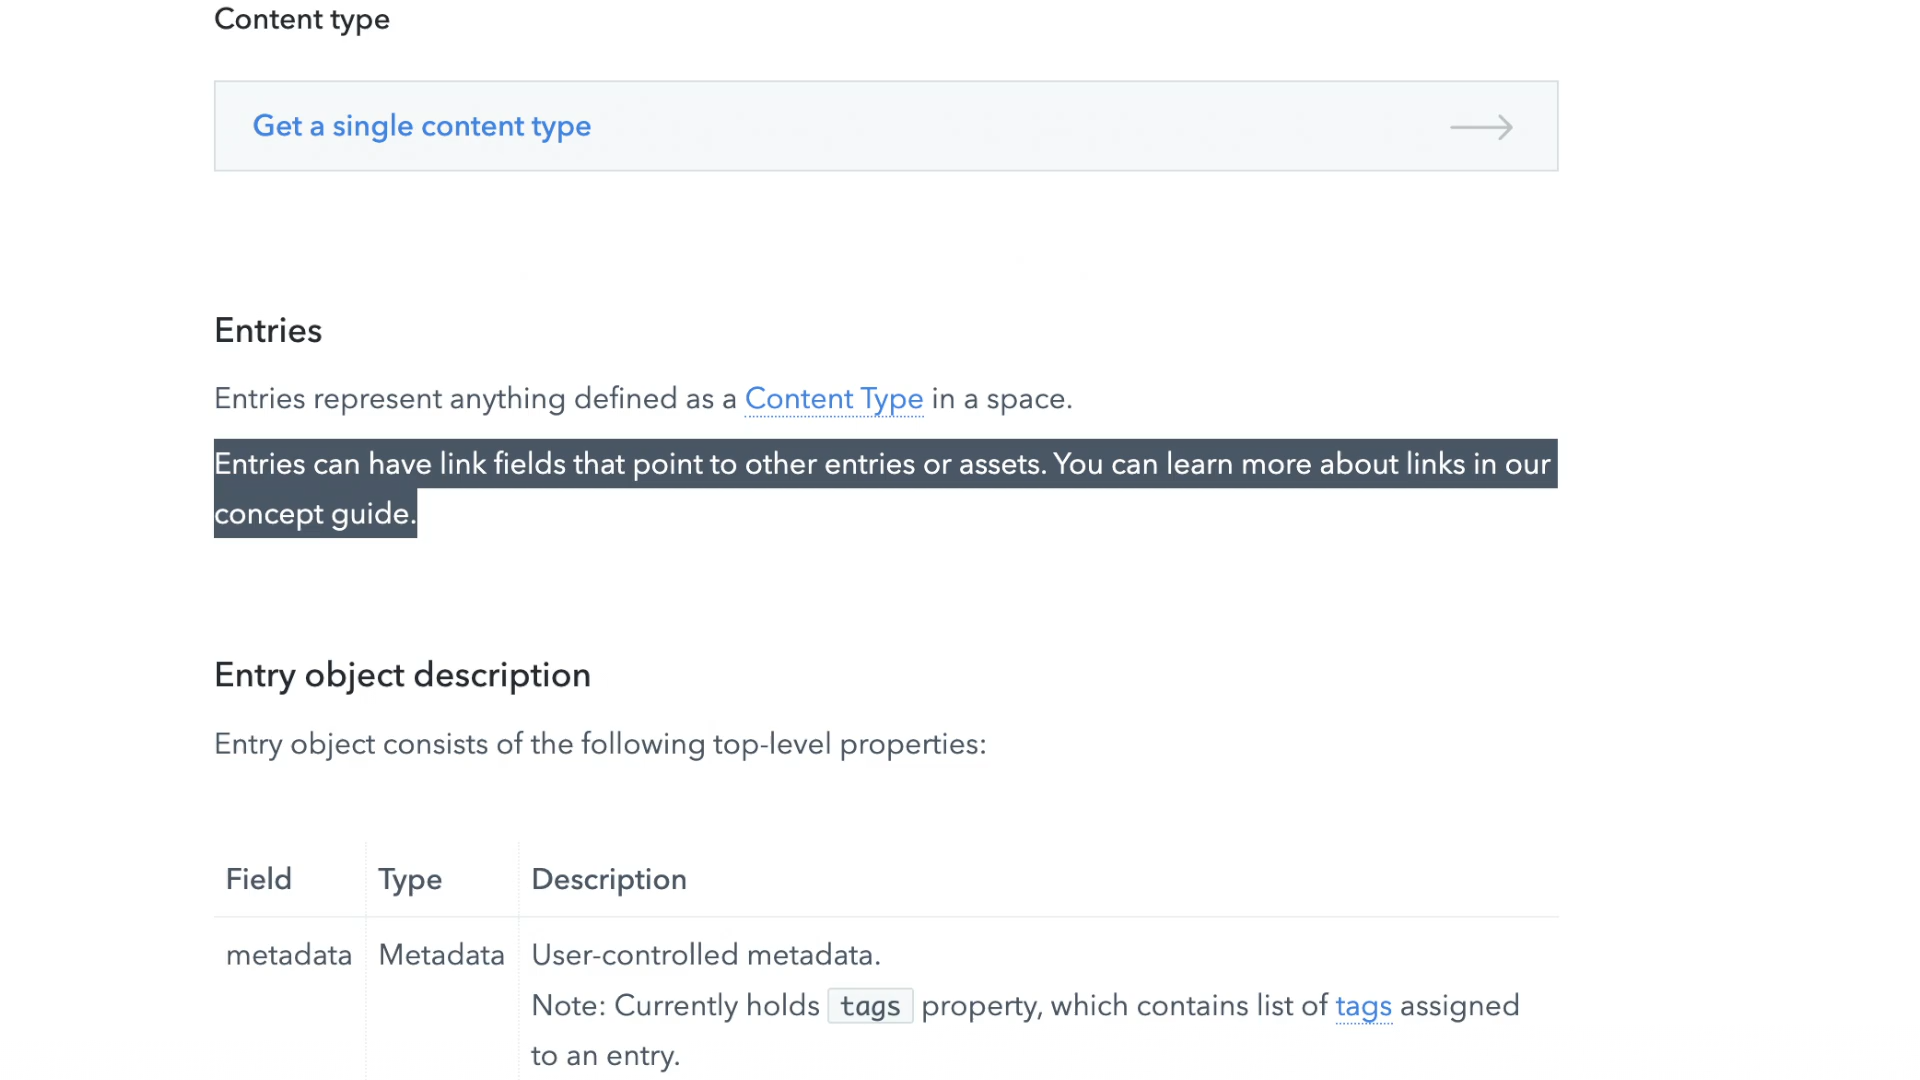 Content type
Get a single content type
Entries
Entries represent anything defined as a Content Type in a space.
Entries can have link fields that point to other entries or assets. You can learn more about links in our
concept guide.
Entry object description
Entry object consists of the following top-level properties:
Field Type Description
metadata Metadata User-controlled metadata.
Note: Currently holds tags property, which contains list of tags assigned
to an entry.